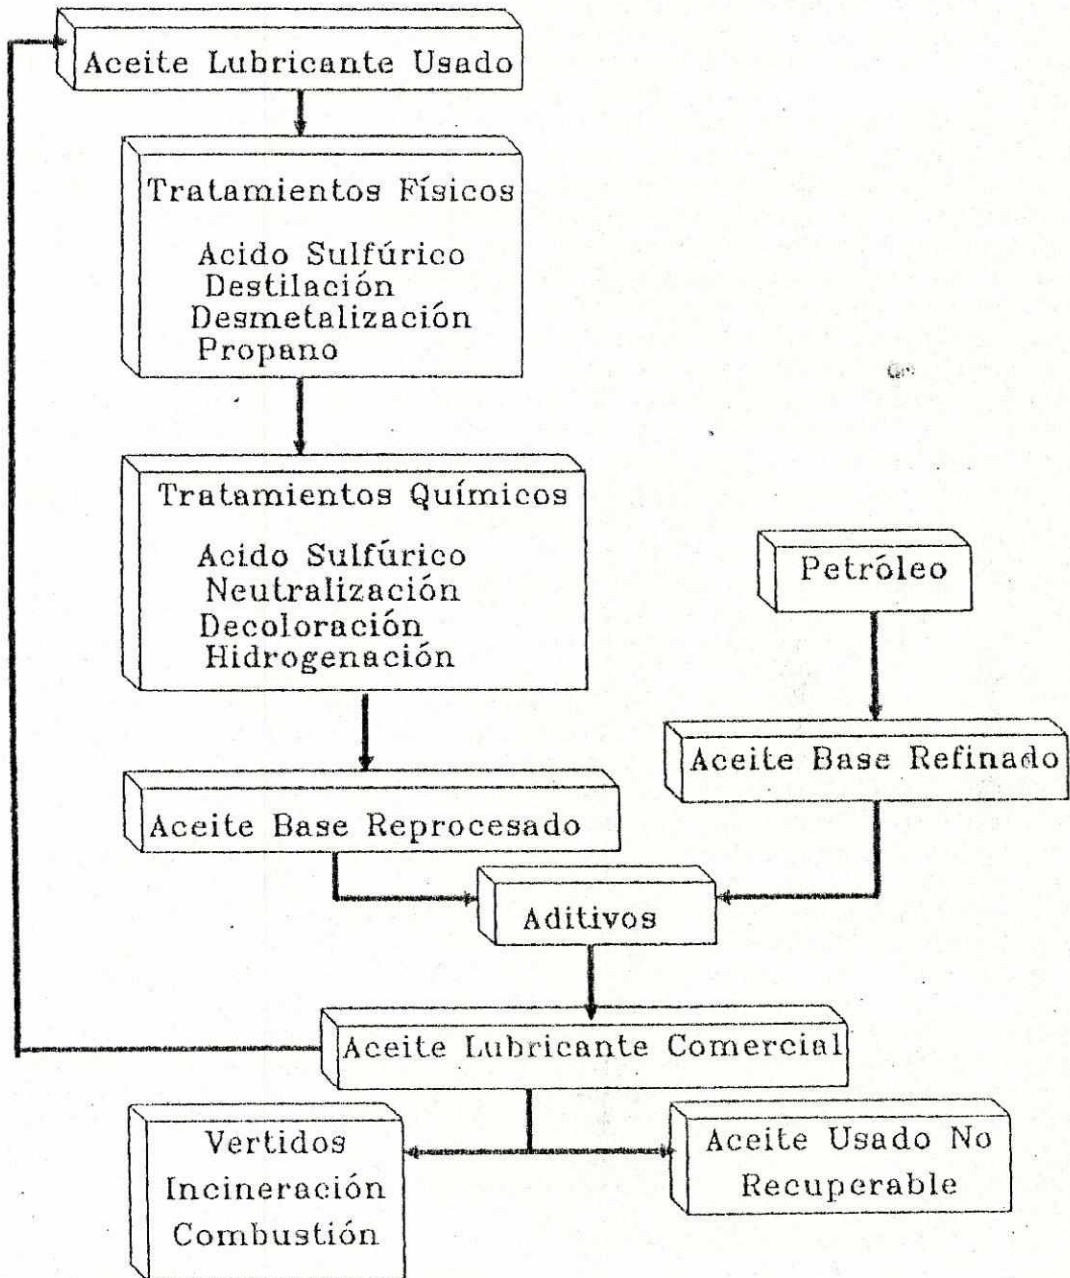 Aceite Lubricante Usado
Tratamientos Físicos
Acido Sulfúrico
Destilación
Desmetalización
Propano
Tratamientos Químicos
Acido Sulfúrico
Neutralización
Decoloración
Hidrogenación
Petróleo
Aceite Base Refinado
Aceite Base Reprocesado
Aditivos
Aceite Lubricante Comercial
Vertidos
Incineración
Combustión
Aceite Usado No
Recuperable